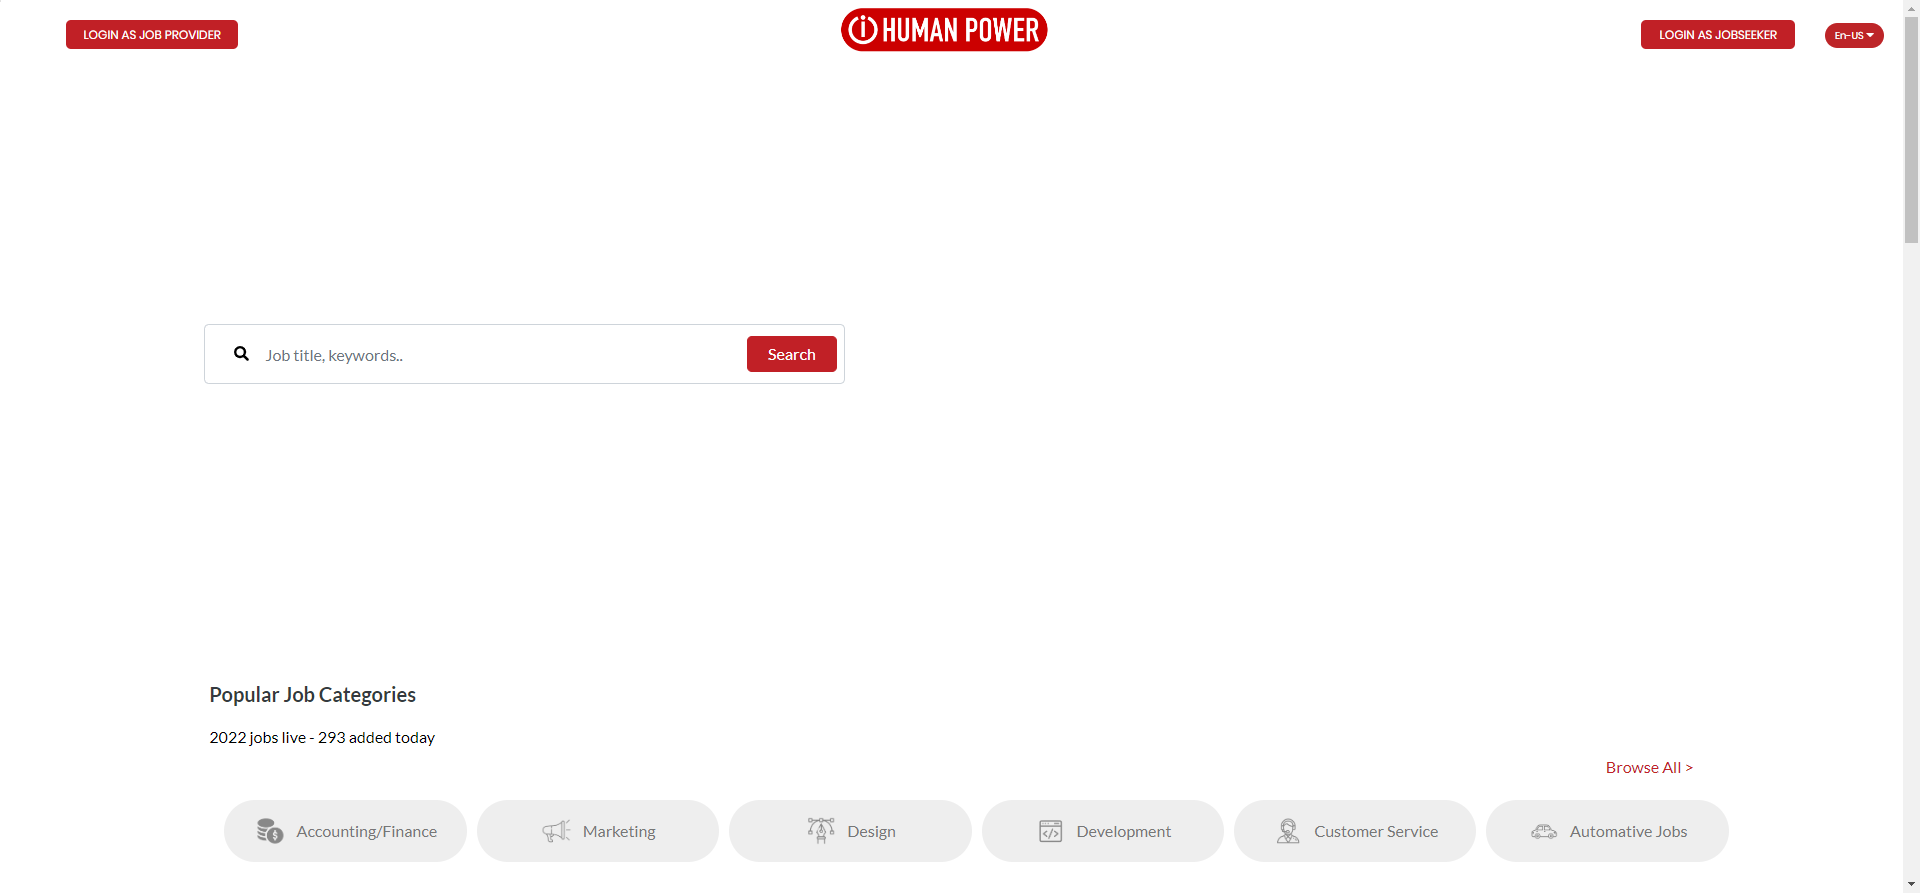 LOGIN AS JOB PROVIDER
i HUMAN POWER
LOGIN AS JOBSEEKER
En-US
Job title, keywords..
Search
Popular Job Categories
2022 jobs live - 293 added today
Browse All >
Accounting/Finance
Marketing
Design
Development
Customer Service
Automative Jobs